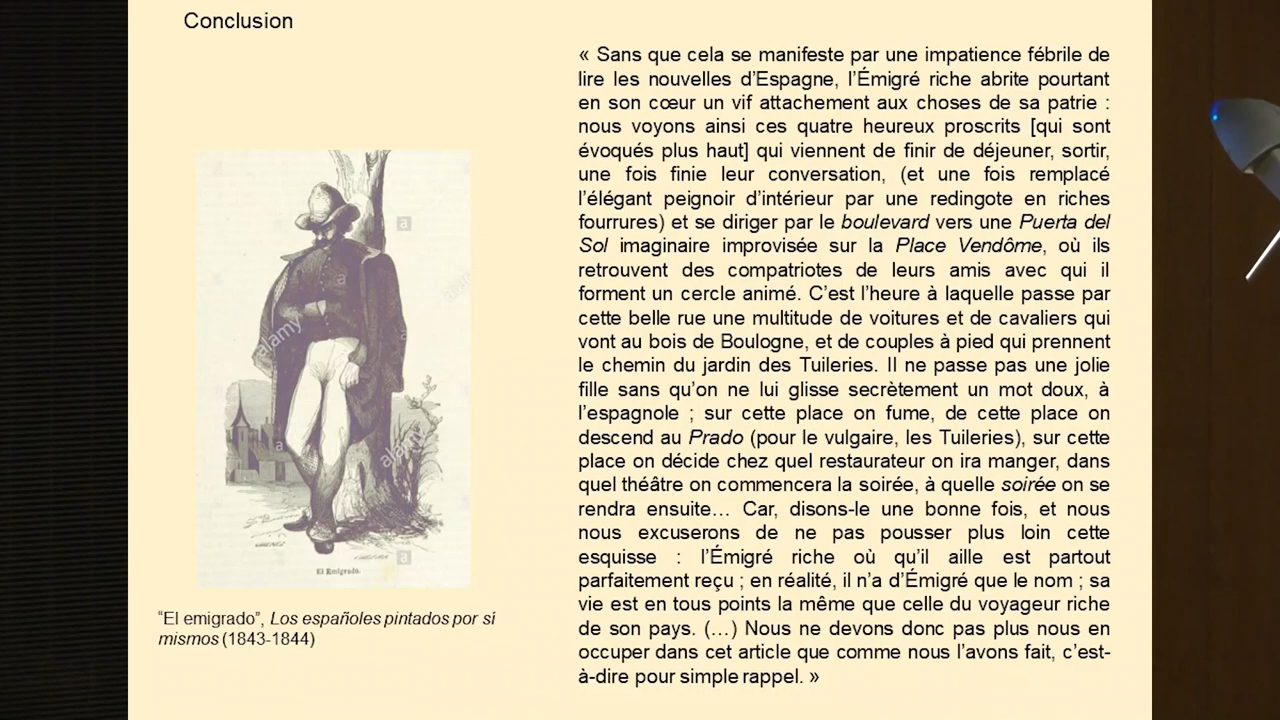 Conclusion
« Sans que cela se manifeste par une impatience fébrile de
lire les nouvelles d’Espagne, l’Émigré riche abrite pourtant
en son cœur un vif attachement aux choses de sa patrie :
nous voyons ainsi ces quatre heureux proscrits [qui sont
évoqués plus haut] qui viennent de finir de déjeuner, sortir,
une fois finie leur conversation, (et une fois remplacé
l’élégant peignoir d’intérieur par une redingote en riches
fourrures) et se diriger par le boulevard vers une Puerta del
Sol imaginaire improvisée sur la Place Vendôme, où ils
retrouvent des compatriotes de leurs amis avec qui il
forment un cercle animé. C’est l’heure à laquelle passe par
cette belle rue une multitude de voitures et de cavaliers qui
vont au bois de Boulogne, et de couples à pied qui prennent
le chemin du jardin des Tuileries. Il ne passe pas une jolie
fille sans qu’on ne lui glisse secrètement un mot doux, à
l’espagnole ; sur cette place on fume, de cette place on
descend au Prado (pour le vulgaire, les Tuileries), sur cette
place on décide chez quel restaurateur on ira manger, dans
quel théâtre on commencera la soirée, à quelle soirée on se
rendra ensuite… Car, disons-le une bonne fois, et nous
nous excuserons de ne pas pousser plus loin cette
esquisse : l’Émigré riche où qu’il aille est partout
parfaitement reçu ; en réalité, il n’a d’Émigré que le nom ; sa
vie est en tous points la même que celle du voyageur riche
de son pays. (…) Nous ne devons donc pas plus nous en
occuper dans cet article que comme nous l’avons fait, c’est-
à-dire pour simple rappel. »
a
a
alamy
a
alamy
a
El Emigrado.
“El emigrado”, Los españoles pintados por sí
mismos (1843-1844)